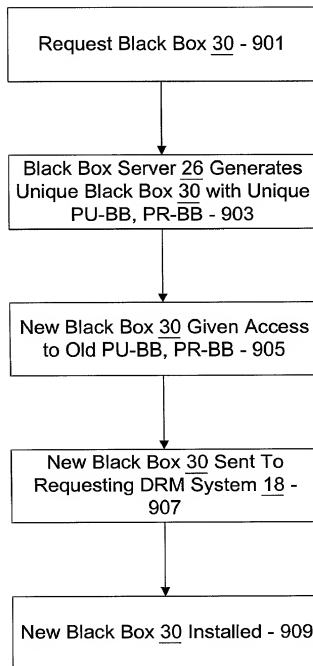 Request Black Box 30 - 901
Black Box Server 26 Generates
Unique Black Box 30 with Unique
PU-BB, PR-BB - 903
New Black Box 30 Given Access
to Old PU-BB, PR-BB - 905
New Black Box 30 Sent To
Requesting DRM System 18 -
907
New Black Box 30 Installed - 909